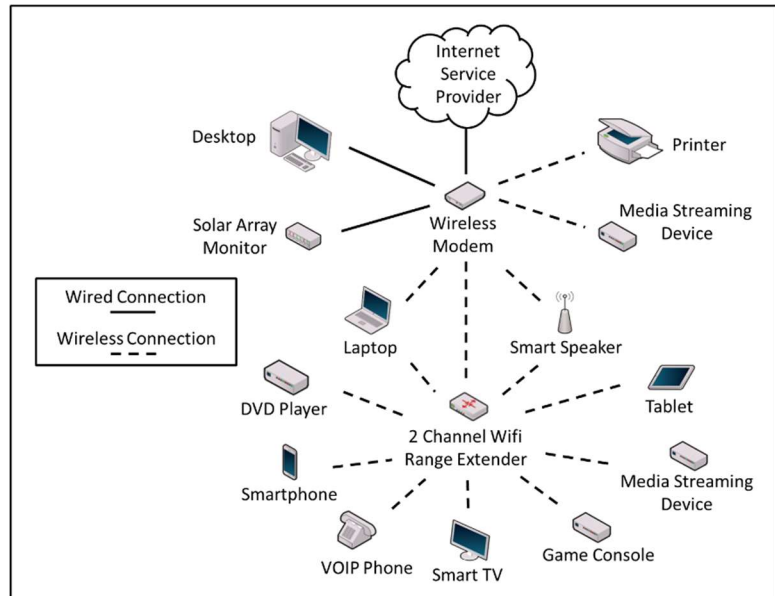 Internet
Service
Provider
Desktop
Printer
Wireless
Modem
Solar Array
Monitor
Media Streaming
Device
Wired Connection
Wireless Connection
Laptop
Smart Speaker
DVD Player
2 Channel Wifi
Range Extender
Tablet
Smartphone
Media Streaming
Device
VOIP Phone
Smart TV
Game Console